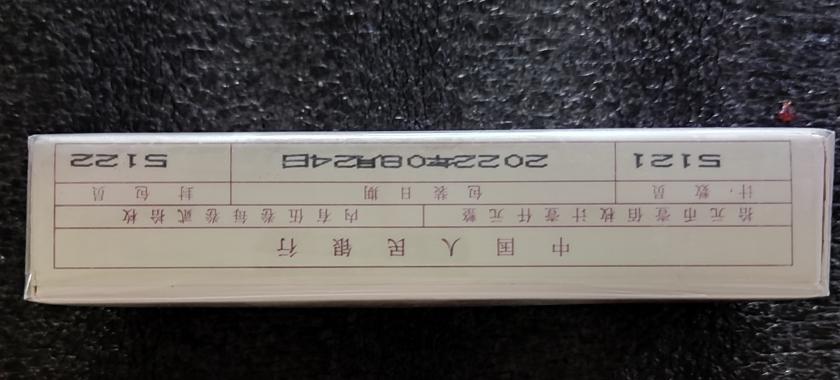 中国人民银行
拾元币壹佰枚计壹仟元整 内有伍卷每卷贰拾枚
计数员 包装日期 封包员
5121 2022年08月24日 5122